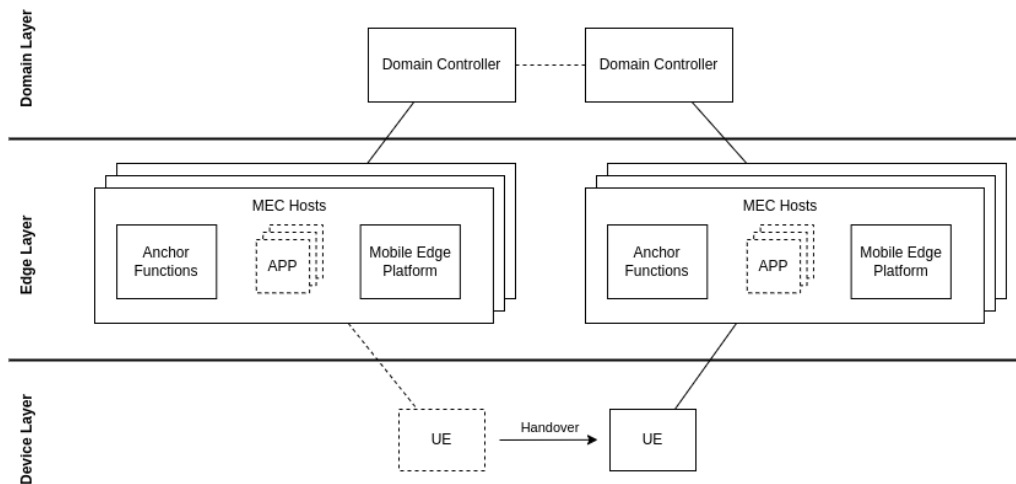 Domain Layer
Domain Controller
Domain Controller
Edge Layer
MEC Hosts
Anchor
Functions
APP
Mobile Edge
Platform
MEC Hosts
Anchor
Functions
APP
Mobile Edge
Platform
Device Layer
UE
Handover
UE